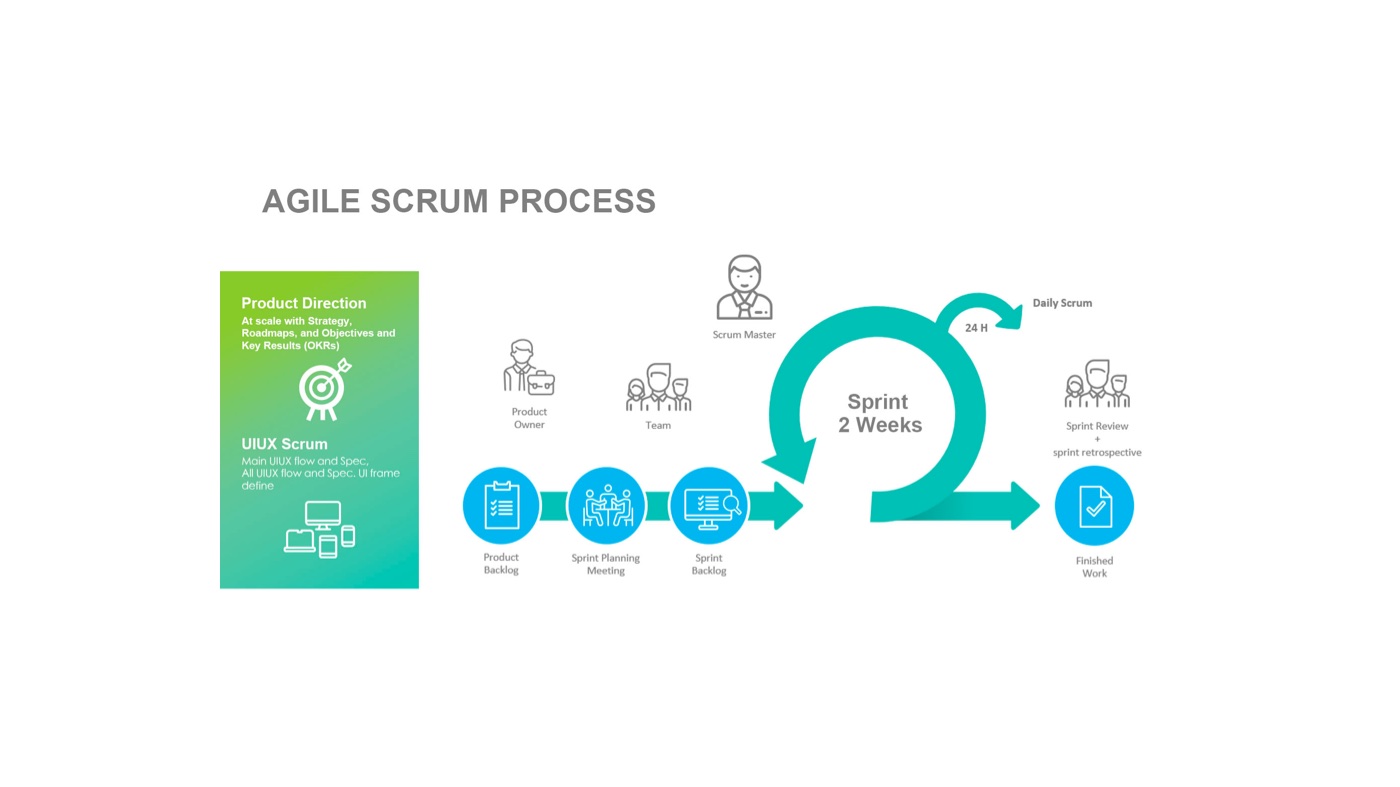 AGILE SCRUM PROCESS
Product Direction
At scale with Strategy,
Roadmaps, and Objectives and
Key Results (OKRs)
UIUX Scrum
Main UIUX flow and Spec,
All UIUX flow and Spec. UI frame
define
Product
Owner
Team
Scrum Master
Sprint
2 Weeks
24 H
Daily Scrum
Sprint Review
+
sprint retrospective
Product
Backlog
Sprint Planning
Meeting
Sprint
Backlog
Finished
Work